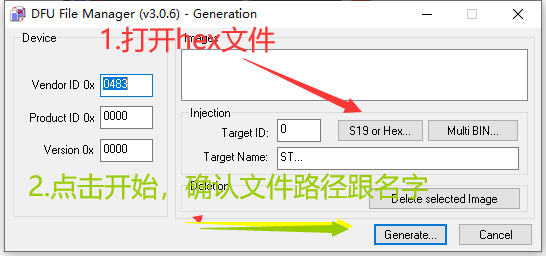 DFU File Manager (v3.0.6) - Generation
1.打开hex文件
Device
Images
Vendor ID 0x 0483
Product ID 0x 0000
Version 0x 0000
Injection
Target ID: 0 S19 or Hex... Multi BIN...
Target Name: ST...
2.点击开始，确认文件路径跟名字
Deletion
Delete selected Image
Generate... Cancel